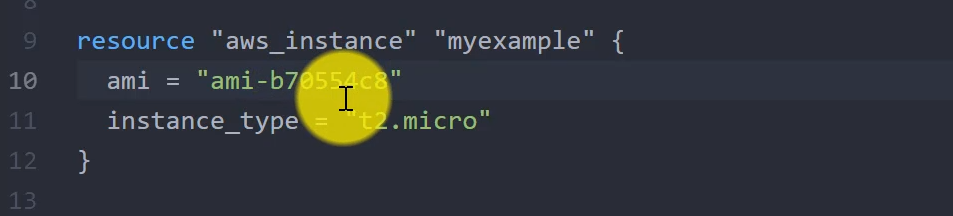 8
9 resource "aws_instance" "myexample" {
10 ami = "ami-b70554c8"
11 instance_type = "t2.micro"
12 }
13